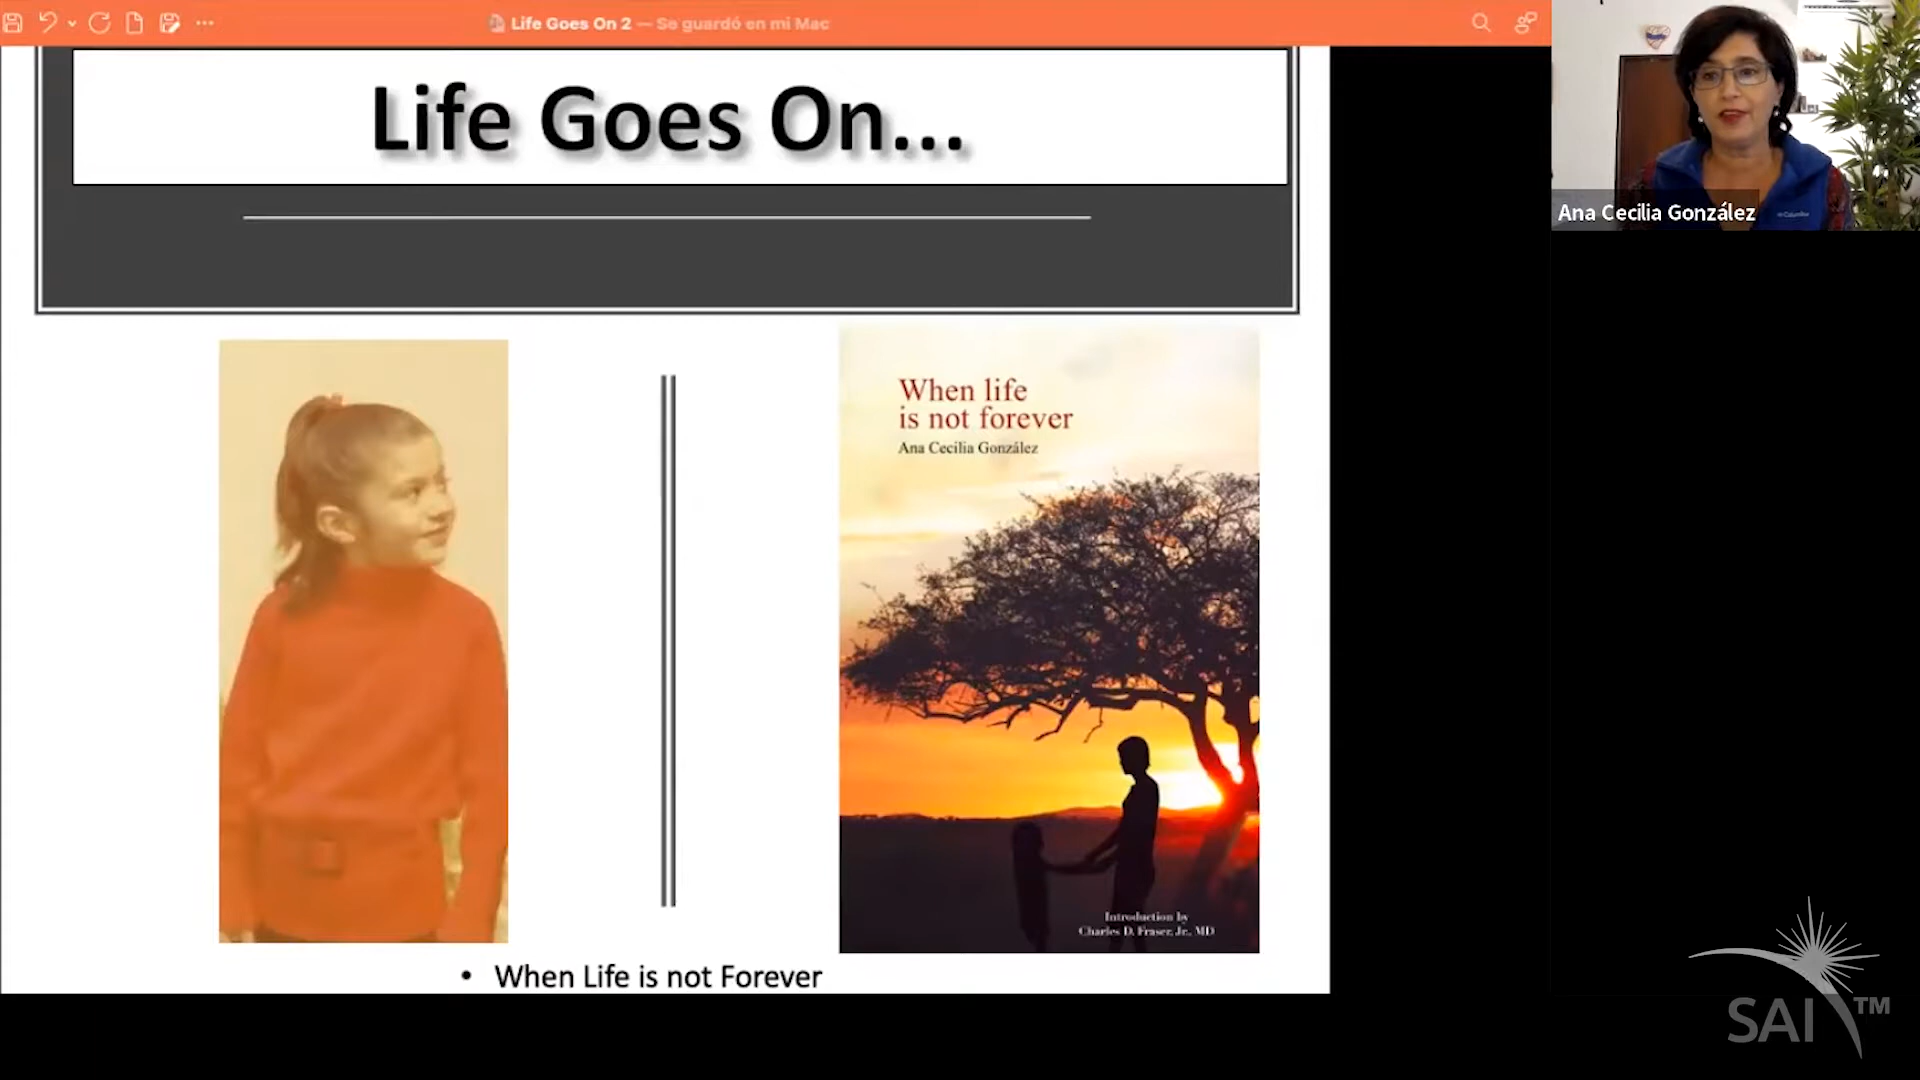 Life Goes On 2 — Se guardó en mi Mac
Life Goes On...
When life
is not forever
Ana Cecilia González
Introduction by
Charles D. Fraser, Jr., MD
• When Life is not Forever
Ana Cecilia González
Columbia
SAI™